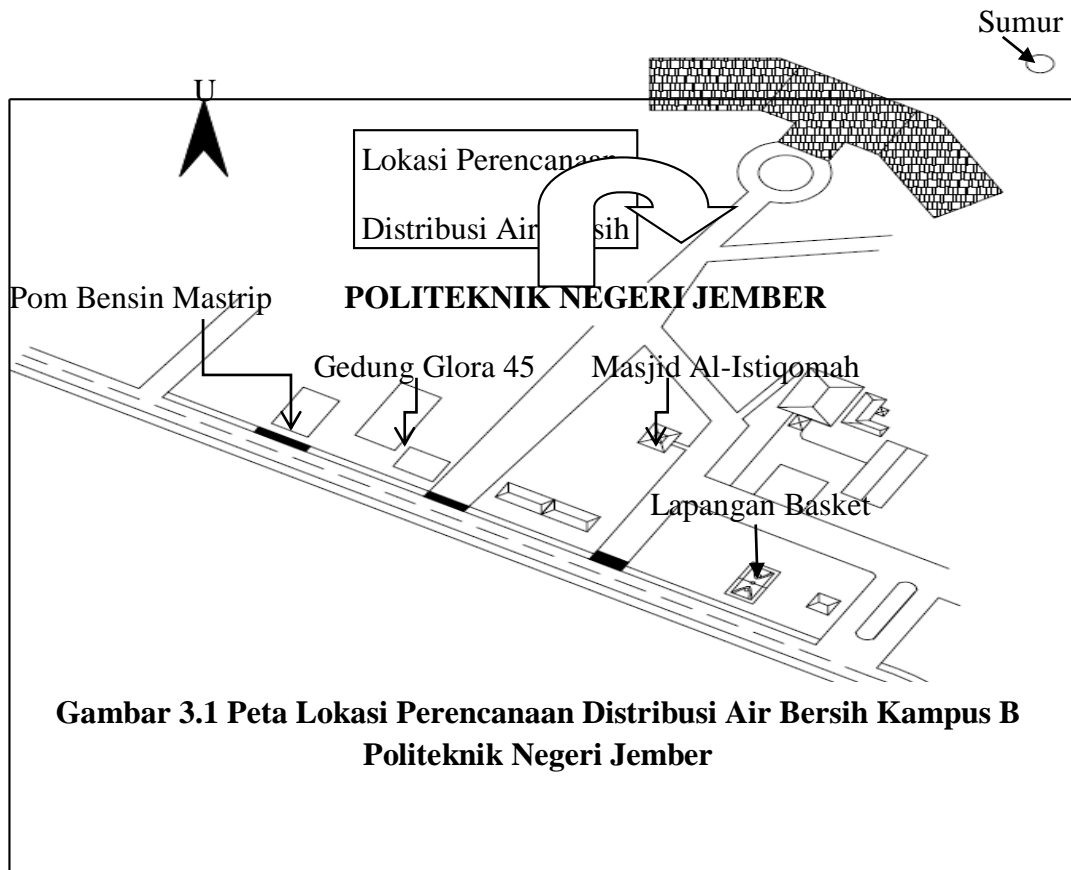 Sumur
U
Lokasi Perencanaan
Distribusi Air
Pom Bensin Mastrip
POLITEKNIK NEGERI JEMBER
Gedung Glora 45
Masjid Al-Istiqomah
Lapangan Basket
Gambar 3.1 Peta Lokasi Perencanaan Distribusi Air Bersih Kampus B
Politeknik Negeri Jember